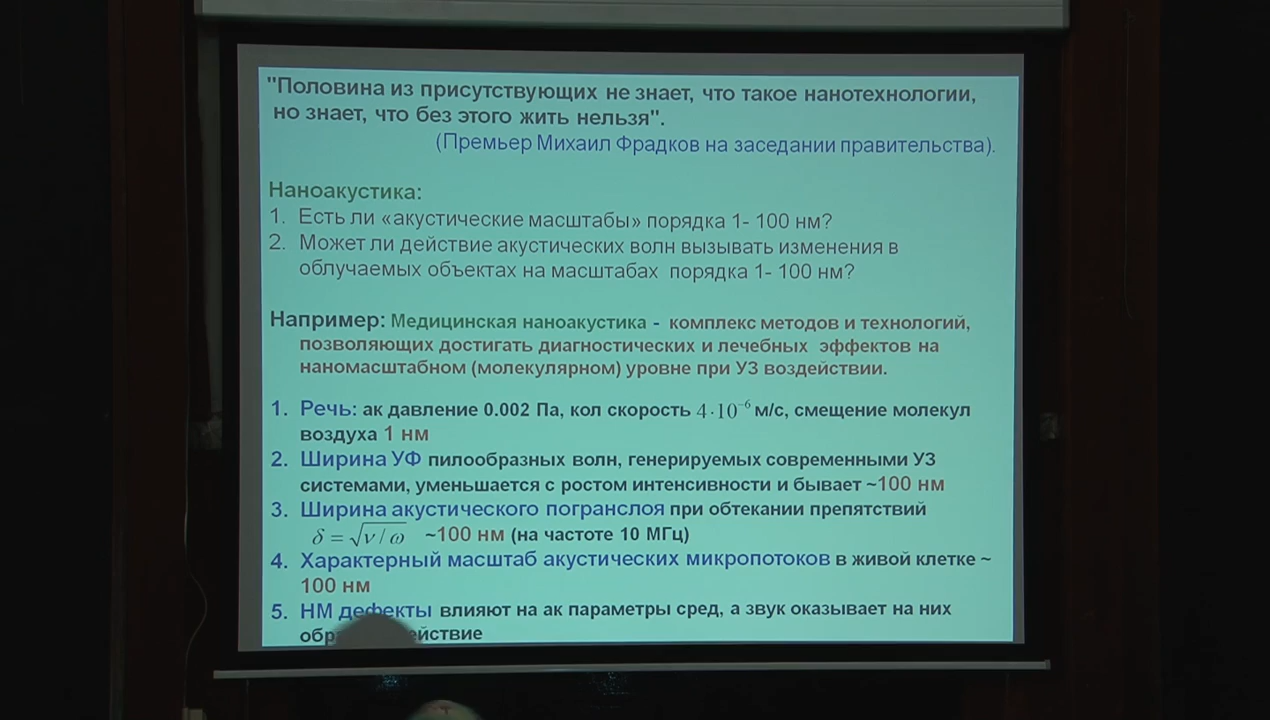 "Половина из присутствующих не знает, что такое нанотехнологии,
но знает, что без этого жить нельзя".
(Премьер Михаил Фрадков на заседании правительства).
Наноакустика:
1. Есть ли «акустические масштабы» порядка 1- 100 нм?
2. Может ли действие акустических волн вызывать изменения в
облучаемых объектах на масштабах порядка 1- 100 нм?
Например: Медицинская наноакустика - комплекс методов и технологий,
позволяющих достигать диагностических и лечебных эффектов на
наномасштабном (молекулярном) уровне при УЗ воздействии.
1. Речь: ак давление 0.002 Па, кол скорость 4·10⁻⁶ м/с, смещение молекул
воздуха 1 нм
2. Ширина УФ пилообразных волн, генерируемых современными УЗ
системами, уменьшается с ростом интенсивности и бывает ~100 нм
3. Ширина акустического погранслоя при обтекании препятствий
δ = √ν / ω ~100 нм (на частоте 10 МГц)
4. Характерный масштаб акустических микропотоков в живой клетке ~
100 нм
5. НМ дефекты влияют на ак параметры сред, а звук оказывает на них